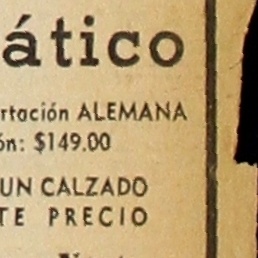 ático
rtación ALEMANA
ón: $149.00
UN CALZADO
TE PRECIO